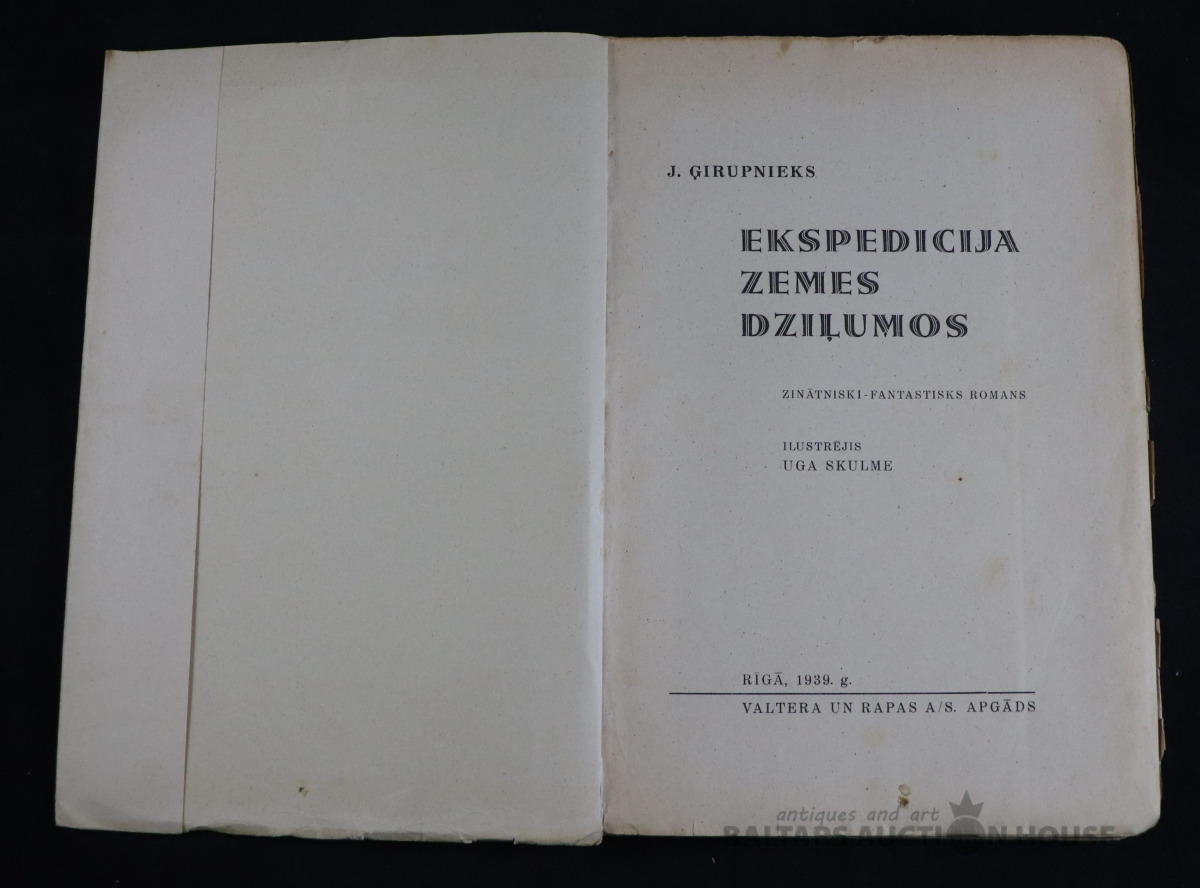 J. ĢIRUPNIEKS
EKSPEDICIJA
ZEMES
DZIĻUMOS
ZINĀTNISKI-FANTASTISKS ROMANS
ILUSTRĒJIS
UGA SKULME
RĪGĀ, 1939. g.
VALTERA UN RAPAS A/S. APGĀDS
antiques and art
BALTARS AUCTION HOUSE